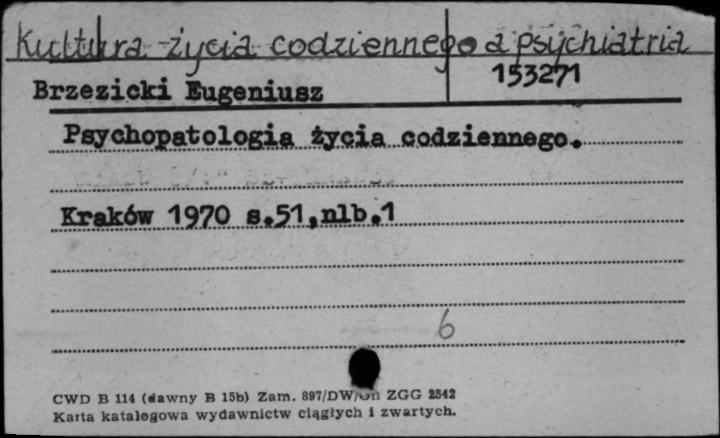 Kultura życia codziennego a psychiatria
153271
Brzezicki Eugeniusz
Psychopatologia życia codziennego.
Kraków 1970 s.51,nlb.1
6
CWD B 114 (dawny B 15b) Zam. 897/DW/Gn ZGG 2542
Karta katalogowa wydawnictw ciągłych i zwartych.